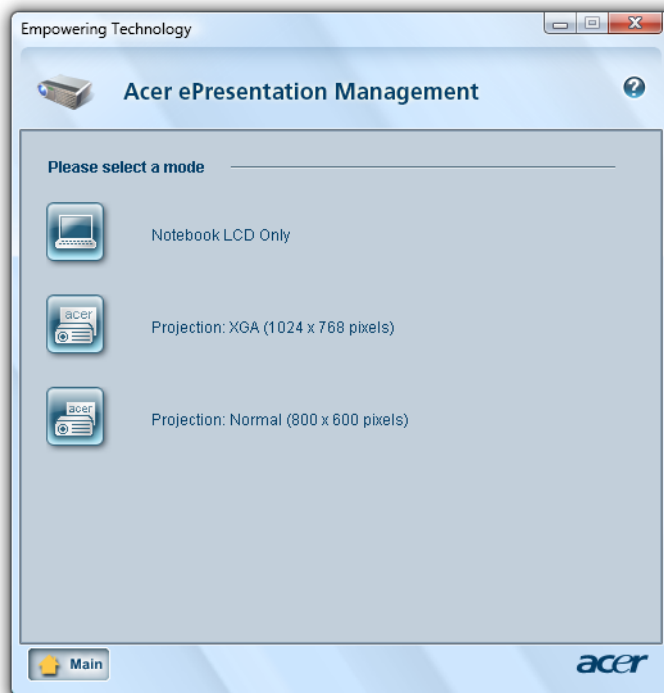 Empowering Technology
Acer ePresentation Management
?
Please select a mode
Notebook LCD Only
acer
Projection: XGA (1024 x 768 pixels)
acer
Projection: Normal (800 x 600 pixels)
Main
acer